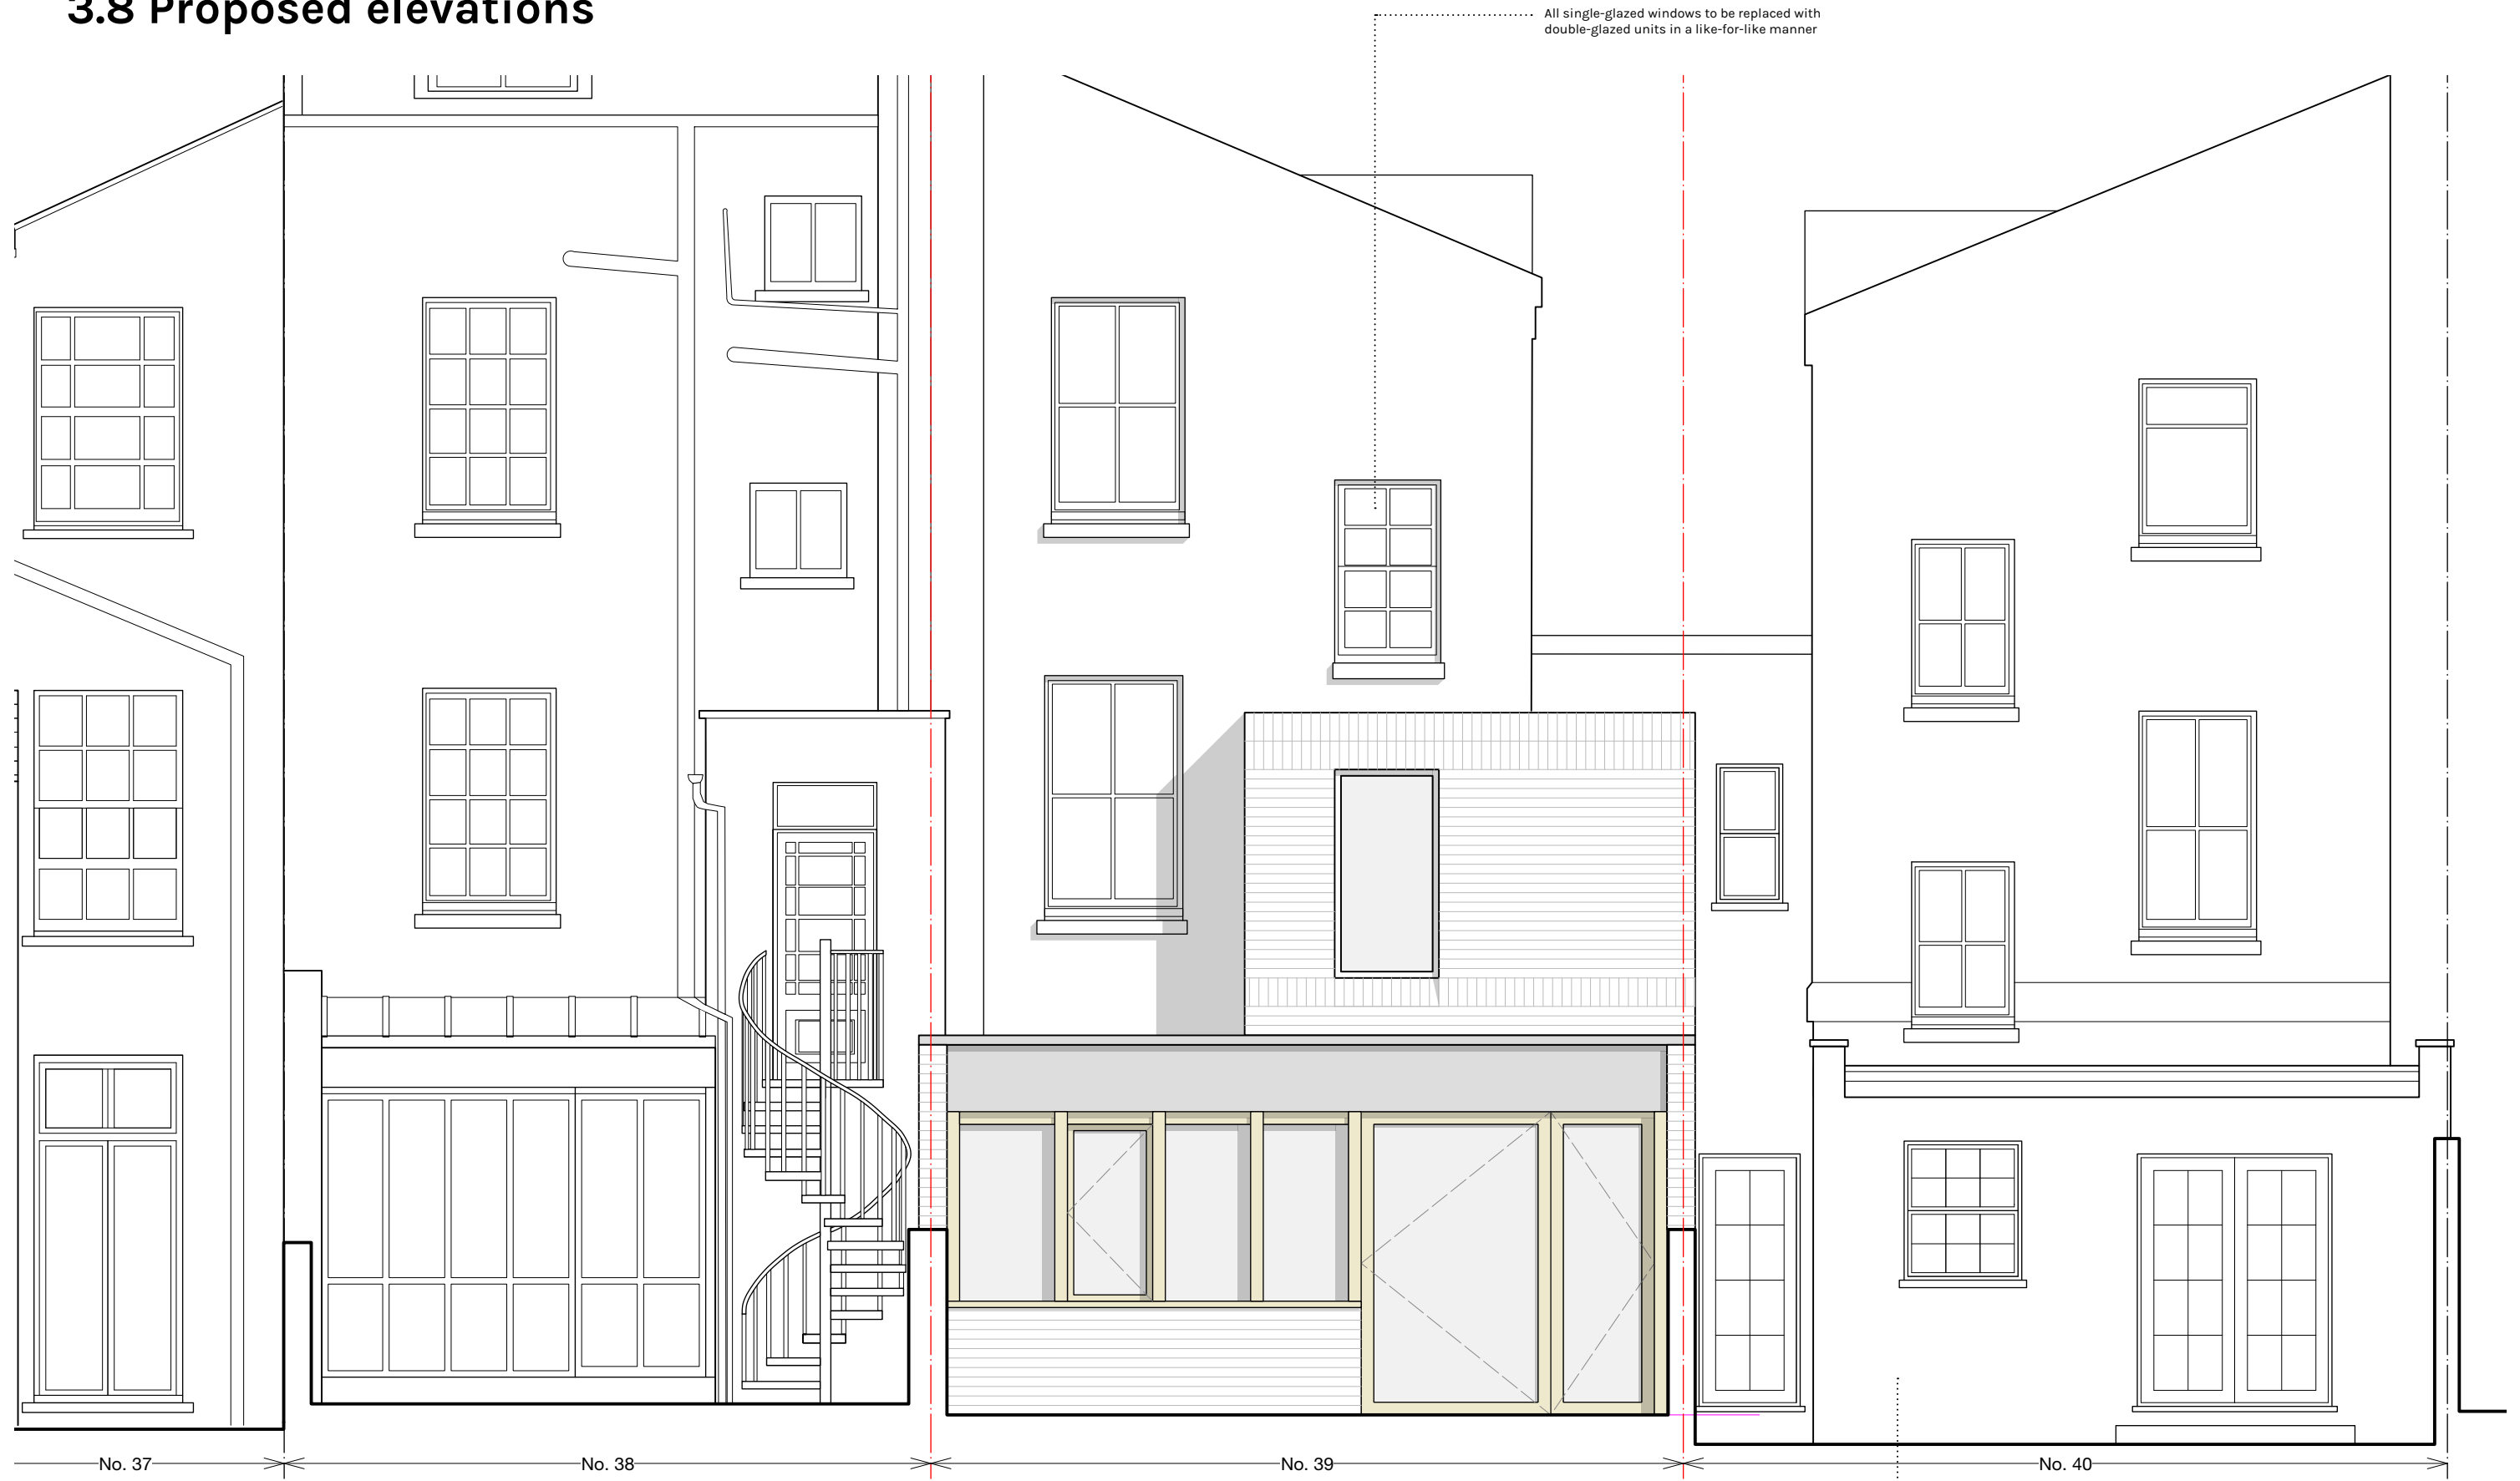 3.8 Proposed elevations
All single-glazed windows to be replaced with
double-glazed units in a like-for-like manner
No. 37
No. 38
No. 39
No. 40